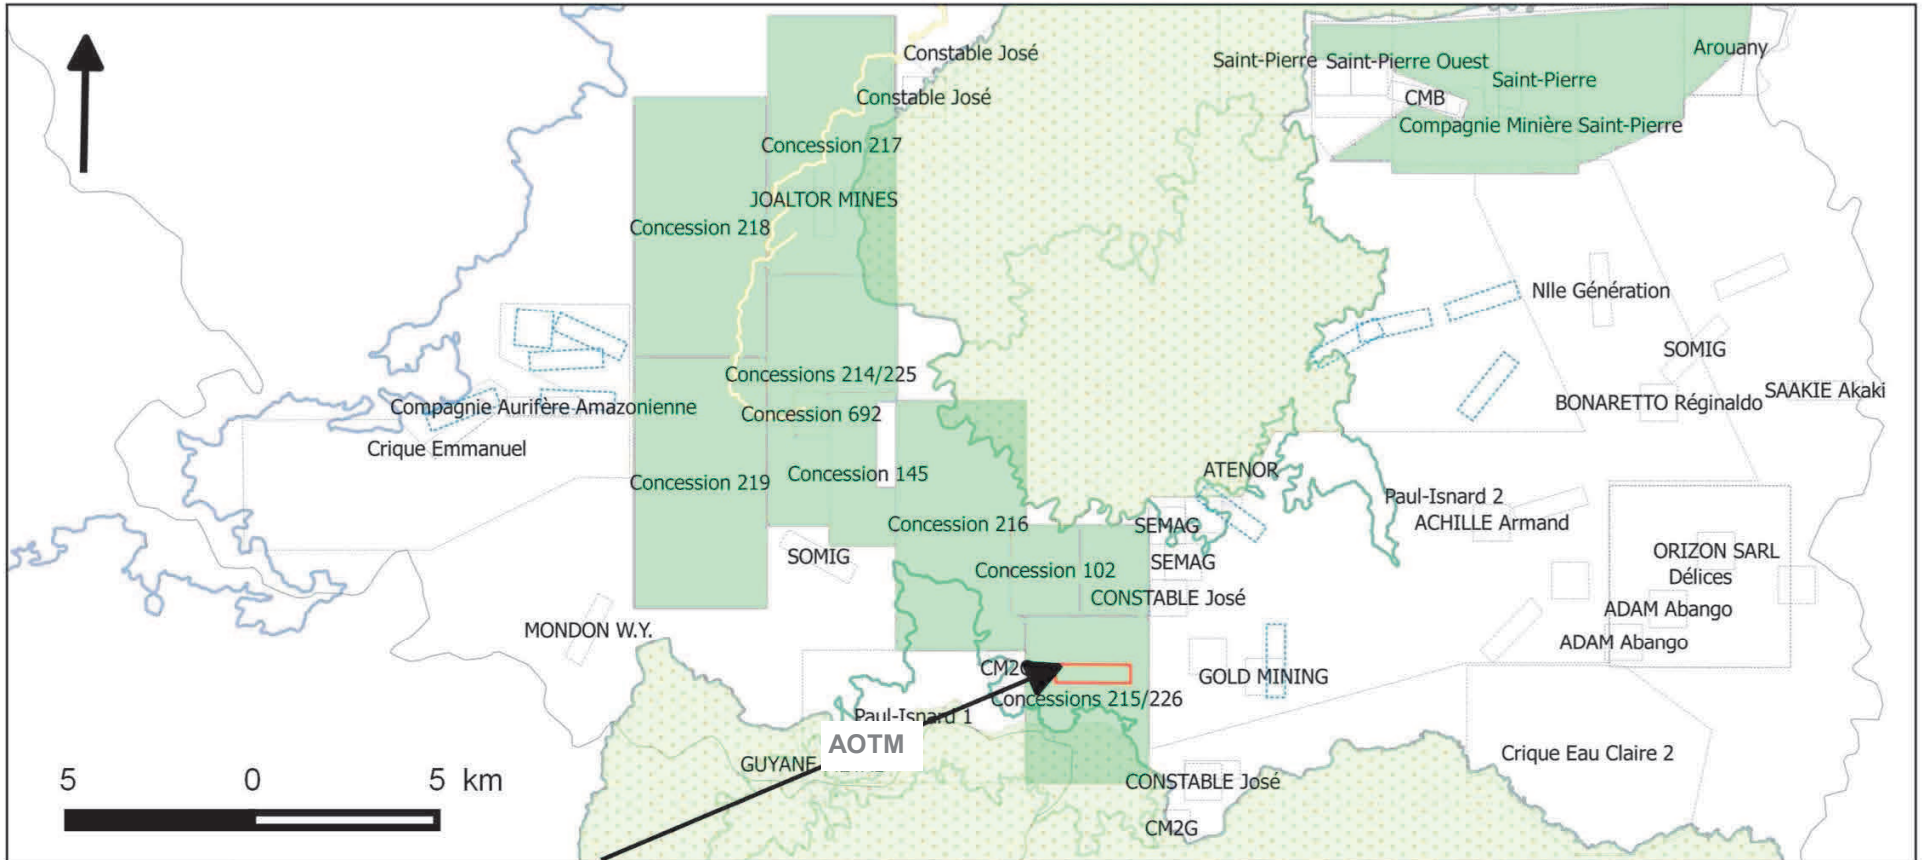 Constable José
Saint-Pierre
Saint-Pierre Ouest
Arouany
Saint-Pierre
Constable José
CMB
Compagnie Minière Saint-Pierre
Concession 217
JOALTOR MINES
Concession 218
Nlle Génération
SOMIG
Concessions 214/225
SAAKIE Akaki
BONARETTO Réginaldo
Compagnie Aurifère Amazonienne
Concession 692
Crique Emmanuel
ATENOR
Concession 145
Concession 219
Paul-Isnard 2
ACHILLE Armand
Concession 216
SEMAG
SOMIG
ORIZON SARL
SEMAG
Concession 102
Délices
CONSTABLE José
ADAM Abango
MONDON W.Y.
ADAM Abango
CM2G
GOLD MINING
Concessions 215/226
Paul-Isnard 1
AOTM
Crique Eau Claire 2
GUYANE
CONSTABLE José
5 0 5 km
CM2G